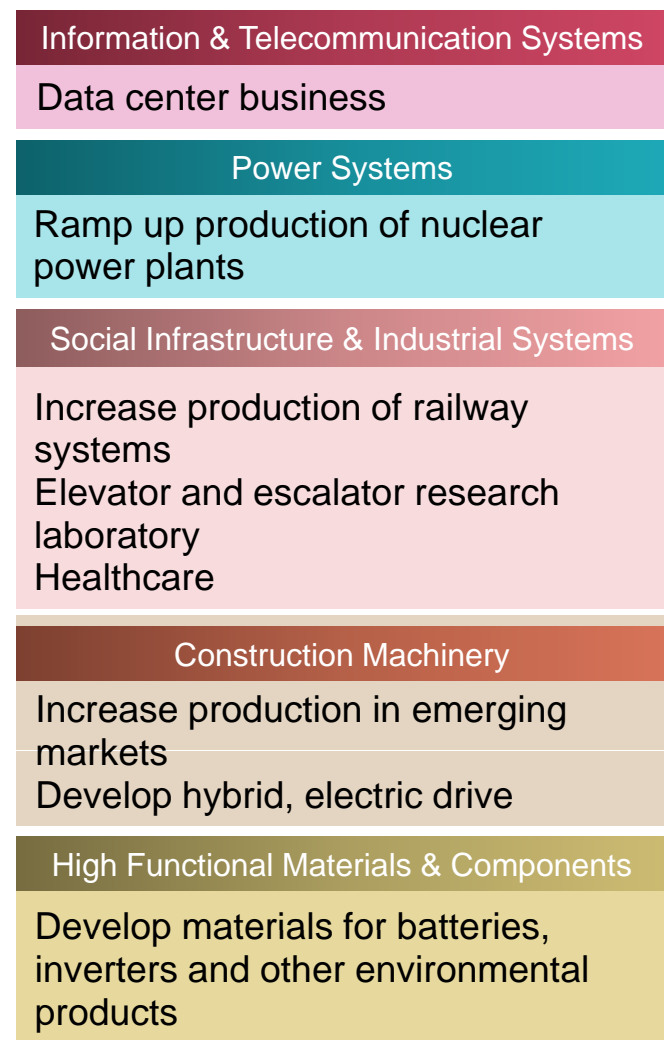 Information & Telecommunication Systems
Data center business
Power Systems
Ramp up production of nuclear
power plants
Social Infrastructure & Industrial Systems
Increase production of railway
systems
Elevator and escalator research
laboratory
Healthcare
Construction Machinery
Increase production in emerging
markets
Develop hybrid, electric drive
High Functional Materials & Components
Develop materials for batteries,
inverters and other environmental
products